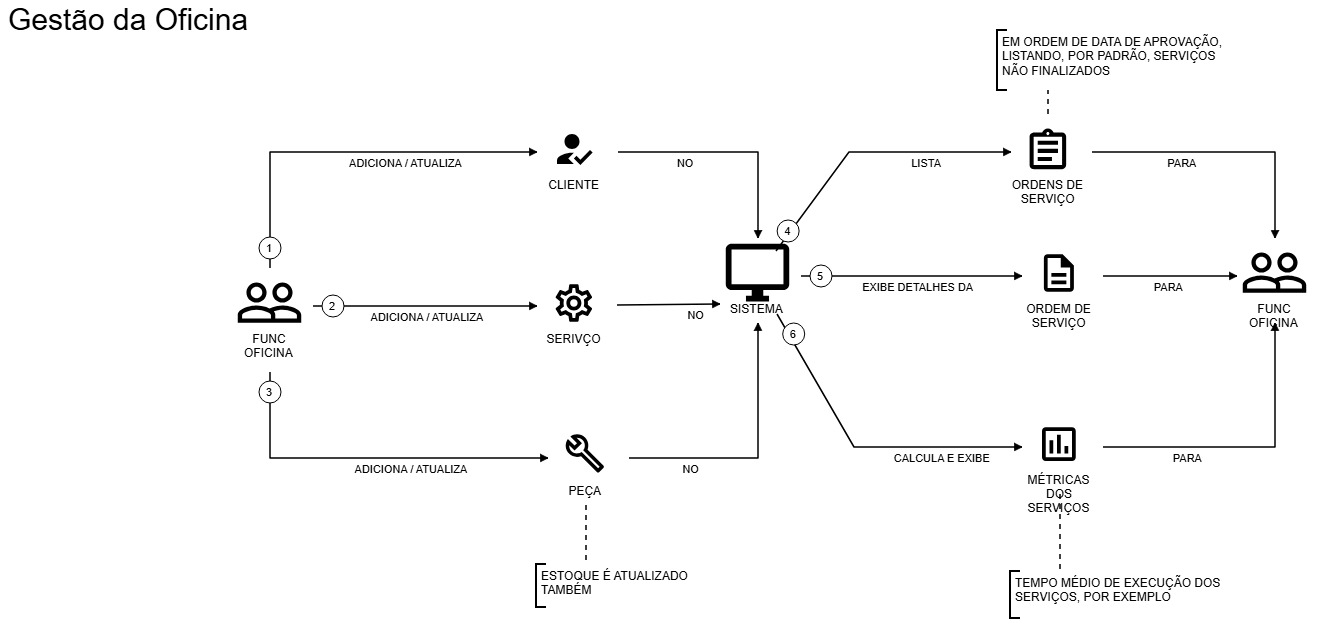 Gestão da Oficina
EM ORDEM DE DATA DE APROVAÇÃO,
LISTANDO, POR PADRÃO, SERVIÇOS
NÃO FINALIZADOS
ADICIONA / ATUALIZA
CLIENTE
NO
LISTA
ORDENS DE
SERVIÇO
PARA
1
4
2
ADICIONA / ATUALIZA
SERIVÇO
NO
SISTEMA
5
EXIBE DETALHES DA
ORDEM DE
SERVIÇO
PARA
FUNC
OFICINA
FUNC
OFICINA
6
3
ADICIONA / ATUALIZA
PEÇA
NO
CALCULA E EXIBE
MÉTRICAS
DOS
SERVIÇOS
PARA
ESTOQUE É ATUALIZADO
TAMBÉM
TEMPO MÉDIO DE EXECUÇÃO DOS
SERVIÇOS, POR EXEMPLO